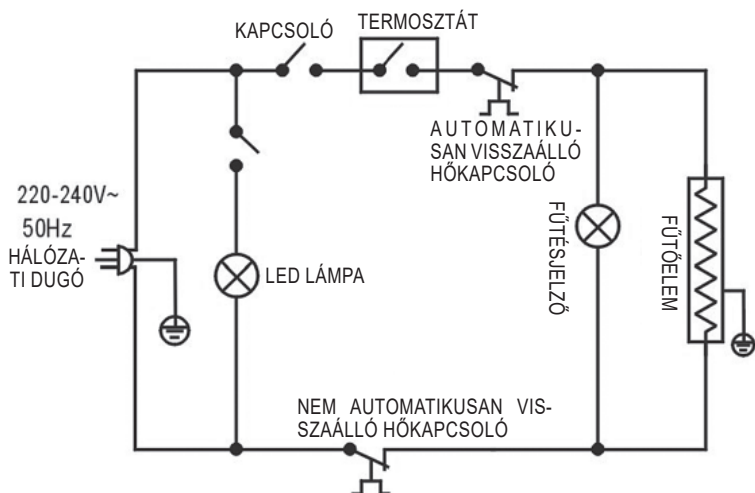 KAPCSOLÓ
TERMOSZTÁT
AUTOMATIKU-
SAN VISSZAÁLLÓ
HŐKAPCSOLÓ
220-240V~
50Hz
HÁLÓZA-
TI DUGÓ
LED LÁMPA
FŰTÉSJELZŐ
FŰTŐELEM
NEM AUTOMATIKUSAN VIS-
SZAÁLLÓ HŐKAPCSOLÓ